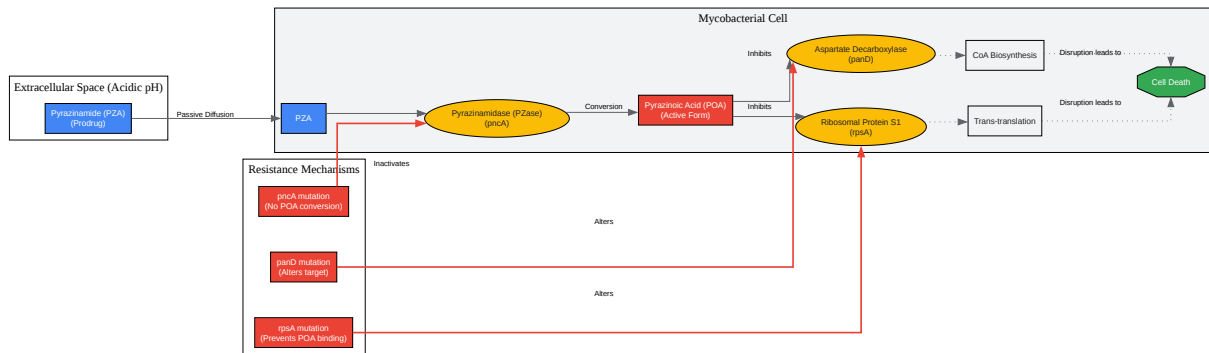 Mycobacterial Cell
Extracellular Space (Acidic pH)
Pyrazinamide (PZA)
(Prodrug)
Passive Diffusion
PZA
Pyrazinamidase (PZase)
(pncA)
Conversion
Pyrazinoic Acid (POA)
(Active Form)
Inhibits
Inhibits
Aspartate Decarboxylase
(panD)
CoA Biosynthesis
Disruption leads to
Ribosomal Protein S1
(rpsA)
Trans-translation
Disruption leads to
Cell Death
Resistance Mechanisms
Inactivates
pncA mutation
(No POA conversion)
Alters
panD mutation
(Alters target)
Alters
rpsA mutation
(Prevents POA binding)